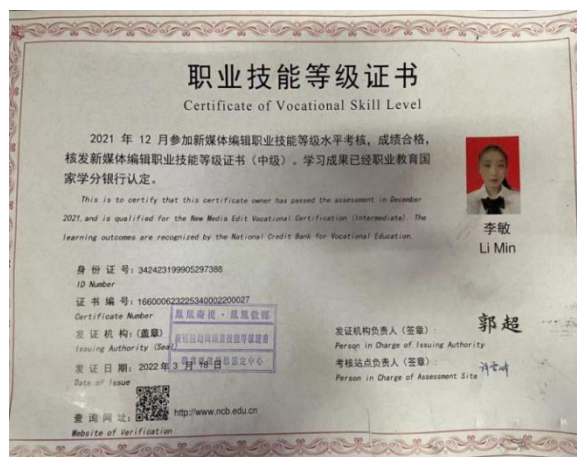 职业技能等级证书
Certificate of Vocational Skill Level
2021 年 12 月参加新媒体编辑职业技能等级水平考核，成绩合格，
核发新媒体编辑职业技能等级证书（中级）。学习成果已经职业教育国
家学分银行认定。
This is to certify that this certificate owner has passed the assessment in December
2021, and is qualified for the New Media Edit Vocational Certification (Intermediate). The
learning outcomes are recognized by the National Credit Bank for Vocational Education.
李敏
Li Min
身 份 证 号: 342423199905297388
ID Number
证 书 编 号: 166000623225340002200027
Certificate Number
凤凰卫视·凤凰教育
发 证 机 构: (盖章)
Issuing Authority (Seal)
发 证 日 期: 2022 年 3 月 18 日
Date of Issue
发证机构负责人（签章）: 郭超
Person in Charge of Issuing Authority
考核站点负责人（签章）:
Person in Charge of Assessment Site
查 询 网 址: http://www.ncb.edu.cn
Website of Verification